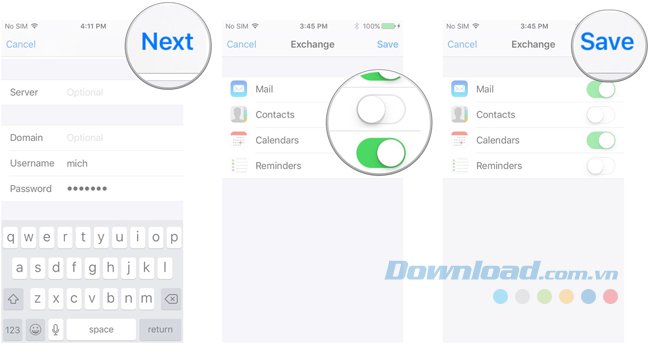 No SIM 4:11 PM
Cancel Next
Server Optional
Domain Optional
Username mich
Password •••••••
q w e r t y u i o p
a s d f g h j k l
z x c v b n m
123 space return
No SIM 3:45 PM 100%
Cancel Exchange Save
Mail
Contacts
Calendars
Reminders
No SIM 3:45 PM
Cancel Exchange Save
Mail
Contacts
Calendars
Reminders
Download.com.vn